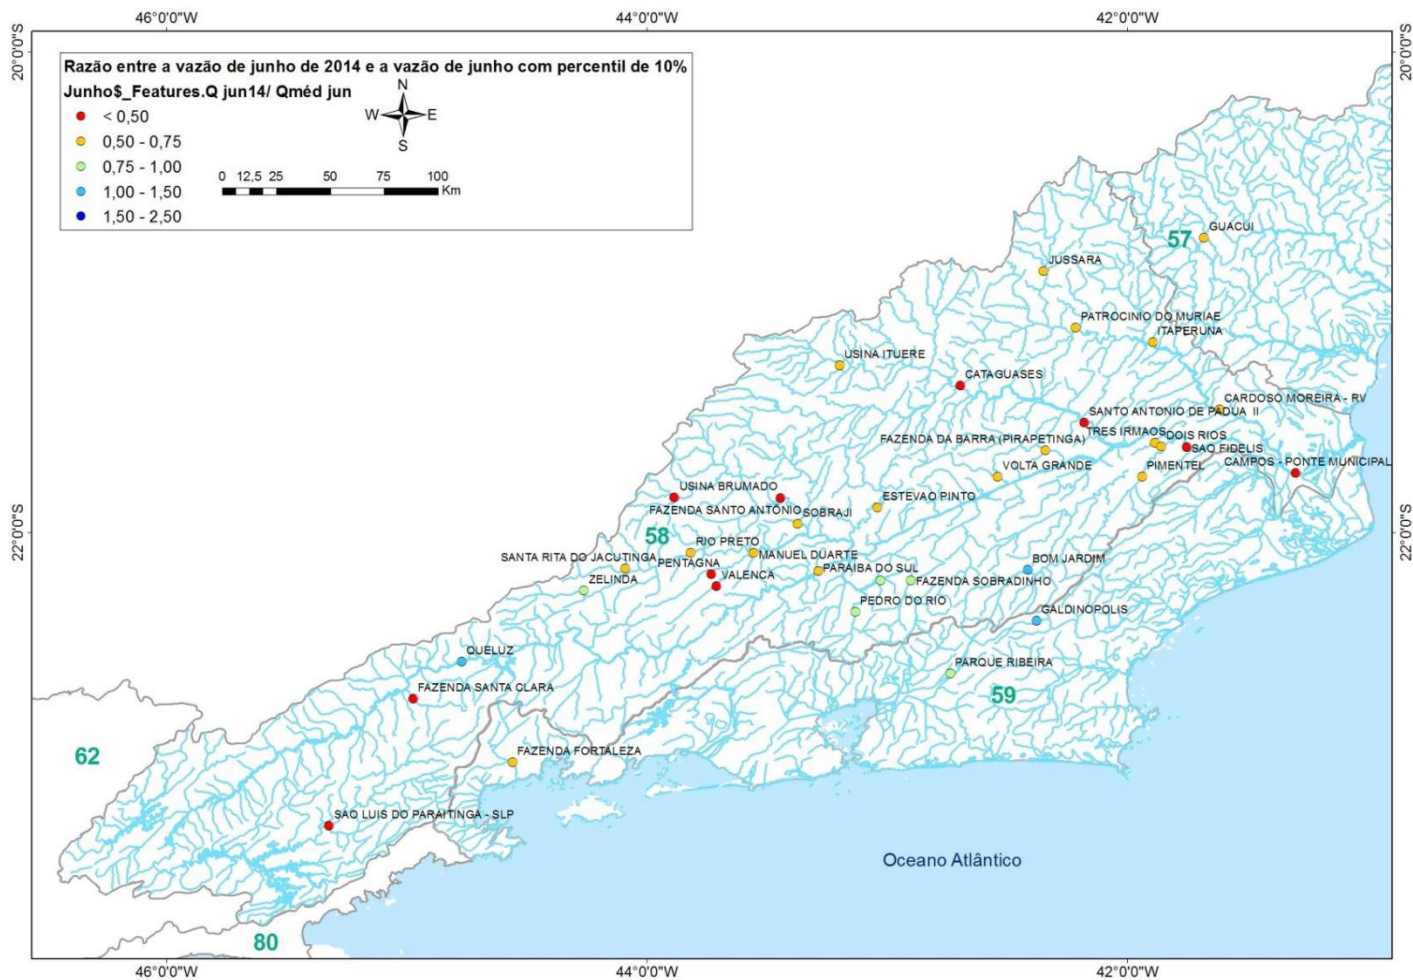 46°0'0"W 44°0'0"W 42°0'0"W
20°0'0"S 20°0'0"S
Razão entre a vazão de junho de 2014 e a vazão de junho com percentil de 10%
Junho$_Features.Q jun14/ Qméd jun
N
W E
S
< 0,50
0,50 - 0,75
0,75 - 1,00
1,00 - 1,50
1,50 - 2,50
0 12,5 25 50 75 100
Km
GUACUI
57
JUSSARA
PATROCINIO DO MURIAE
ITAPERUNA
USINA ITUERE
CATAGUASES
CARDOSO MOREIRA - RV
SANTO ANTONIO DE PADUA II
TRES IRMAOS
DOIS RIOS
FAZENDA DA BARRA (PIRAPETINGA)
SAO FIDELIS
CAMPOS - PONTE MUNICIPAL
VOLTA GRANDE
PIMENTEL
USINA BRUMADO
ESTEVAO PINTO
FAZENDA SANTO ANTÔNIO
SOBRAJI
22°0'0"S 22°0'0"S
58
RIO PRETO
SANTA RITA DO JACUTINGA
PENTAGNA
MANUEL DUARTE
BOM JARDIM
PARAIBA DO SUL
VALENCA
ZELINDA
FAZENDA SOBRADINHO
PEDRO DO RIO
GALDINOPOLIS
QUELUZ
PARQUE RIBEIRA
FAZENDA SANTA CLARA
59
62
FAZENDA FORTALEZA
SAO LUIS DO PARAITINGA - SLP
Oceano Atlântico
80
46°0'0"W 44°0'0"W 42°0'0"W